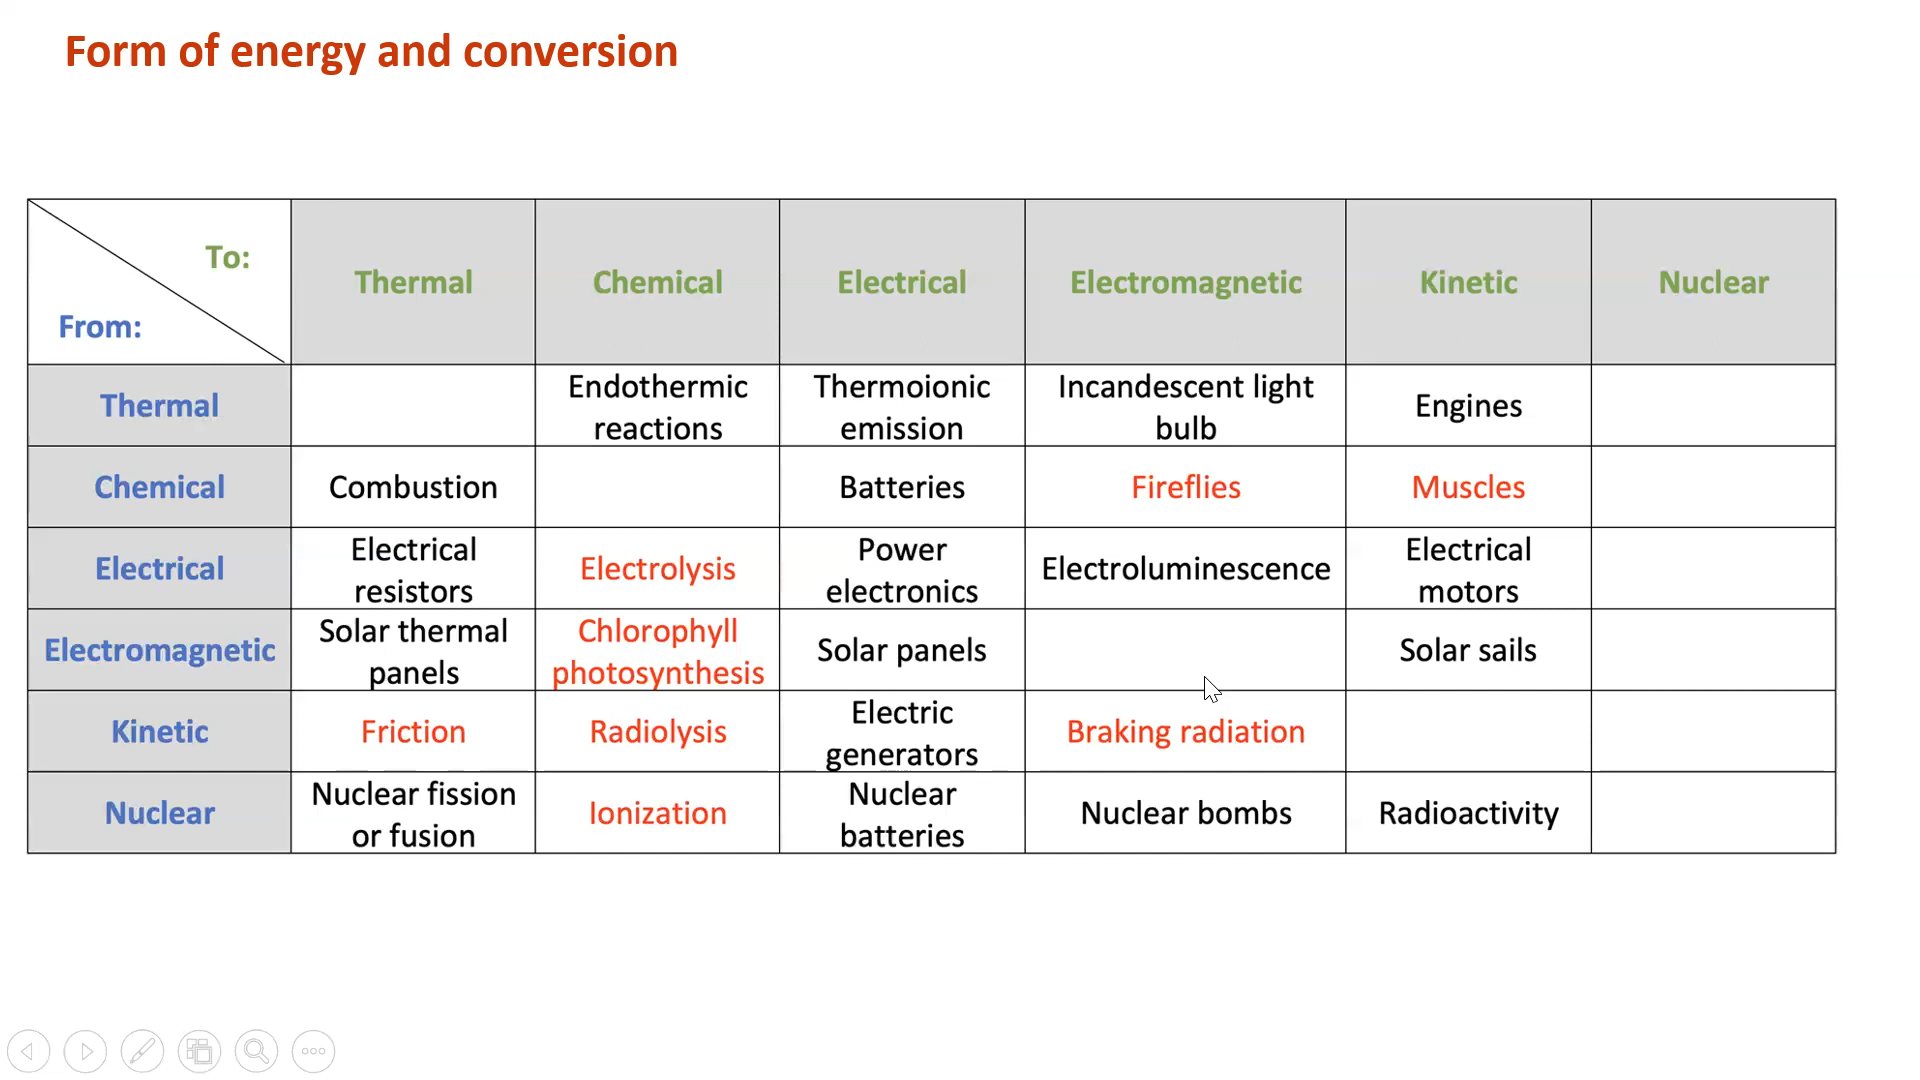 Form of energy and conversion
To:
From:
Thermal
Chemical
Electrical
Electromagnetic
Kinetic
Nuclear
Thermal
Endothermic
reactions
Thermoionic
emission
Incandescent light
bulb
Engines
Chemical
Combustion
Batteries
Fireflies
Muscles
Electrical
Electrical
resistors
Electrolysis
Power
electronics
Electroluminescence
Electrical
motors
Electromagnetic
Solar thermal
panels
Chlorophyll
photosynthesis
Solar panels
Solar sails
Kinetic
Friction
Radiolysis
Electric
generators
Braking radiation
Nuclear
Nuclear fission
or fusion
Ionization
Nuclear
batteries
Nuclear bombs
Radioactivity